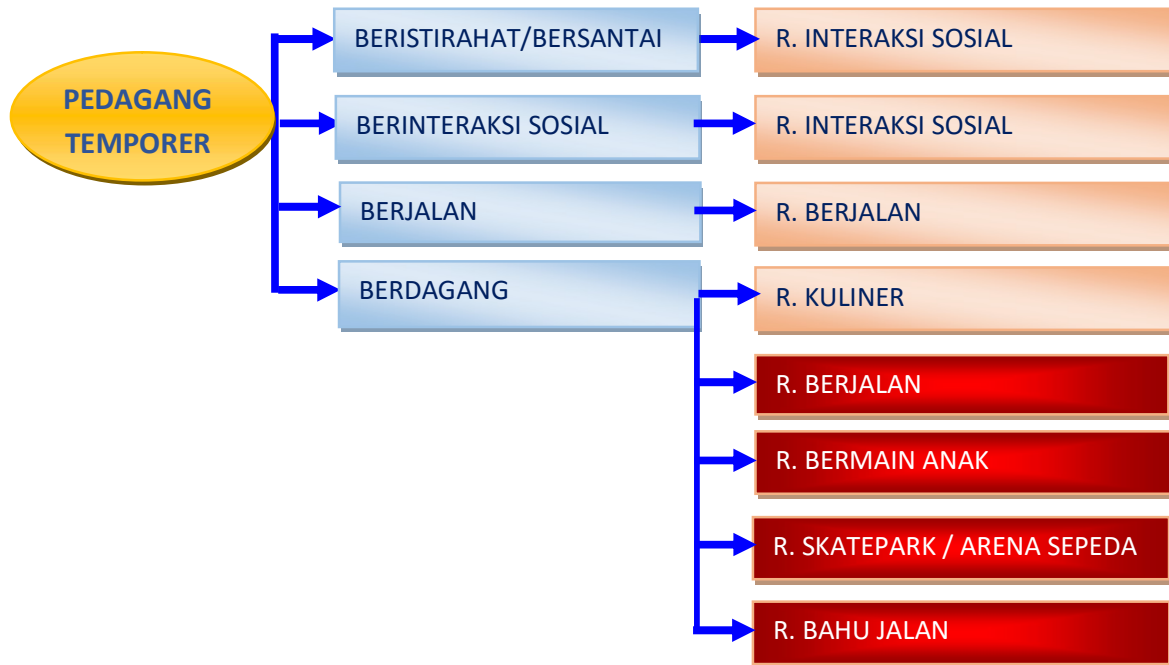 PEDAGANG
TEMPORER
BERISTIRAHAT/BERSANTAI
R. INTERAKSI SOSIAL
BERINTERAKSI SOSIAL
R. INTERAKSI SOSIAL
BERJALAN
R. BERJALAN
BERDAGANG
R. KULINER
R. BERJALAN
R. BERMAIN ANAK
R. SKATEPARK / ARENA SEPEDA
R. BAHU JALAN